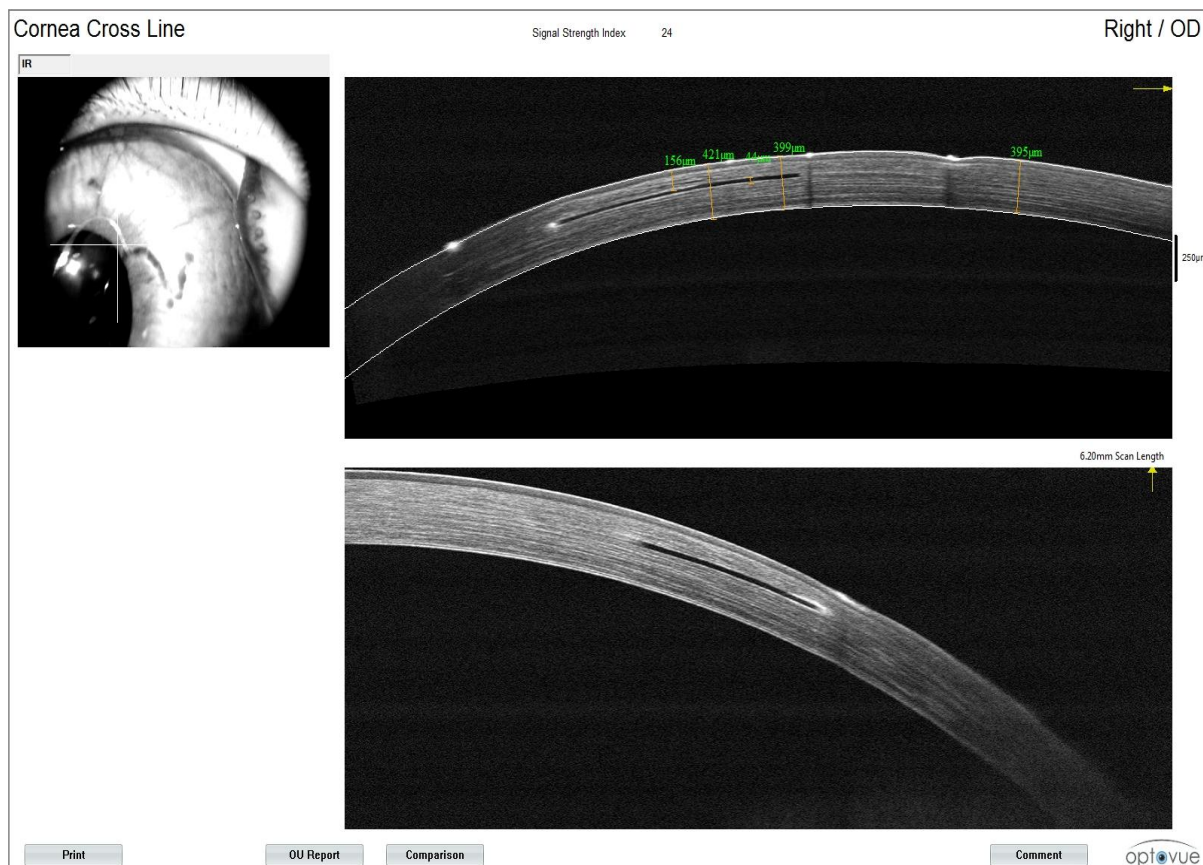 Cornea Cross Line
Signal Strength Index 24
Right / OD
IR
156µm
421µm
44µm
399µm
395µm
250µm
6.20mm Scan Length
Print
OU Report
Comparison
Comment
optovue